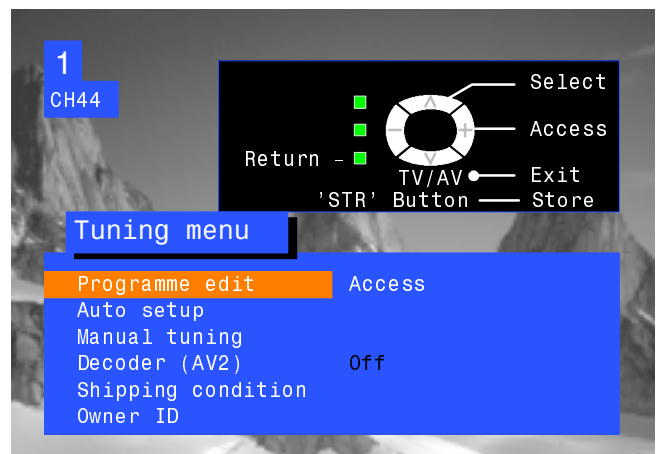 1
CH44
Select
Access
Return –
TV/AV
Exit
'STR' Button
Store
Tuning menu
Programme edit Access
Auto setup
Manual tuning
Decoder (AV2) Off
Shipping condition
Owner ID